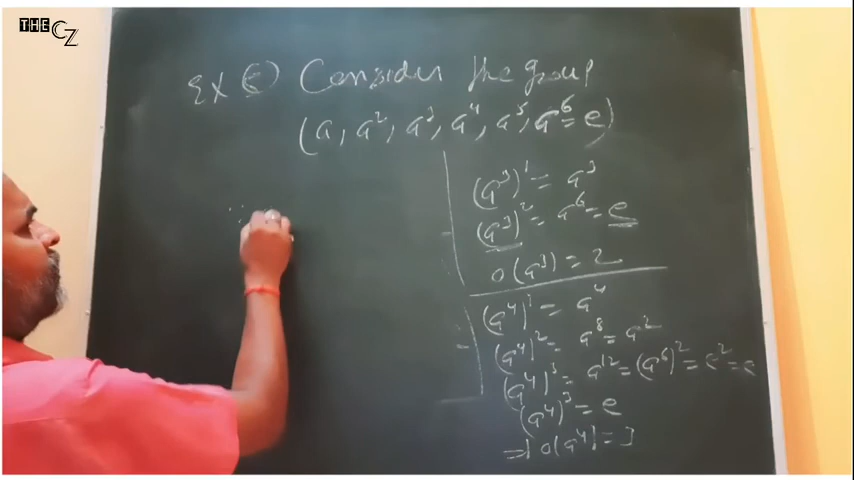 THE CZ
Ex 6 Consider the group
(a, a², a³, a⁴, a⁵, a⁶ = e)
(a³)¹ = a³
(a³)² = a⁶ = e
o(a³) = 2
(a⁴)¹ = a⁴
(a⁴)² = a⁸ = a²
(a⁴)³ = a¹² = (a⁶)² = e² = e
(a⁴)³ = e
⇒ o(a⁴) = 3
∵